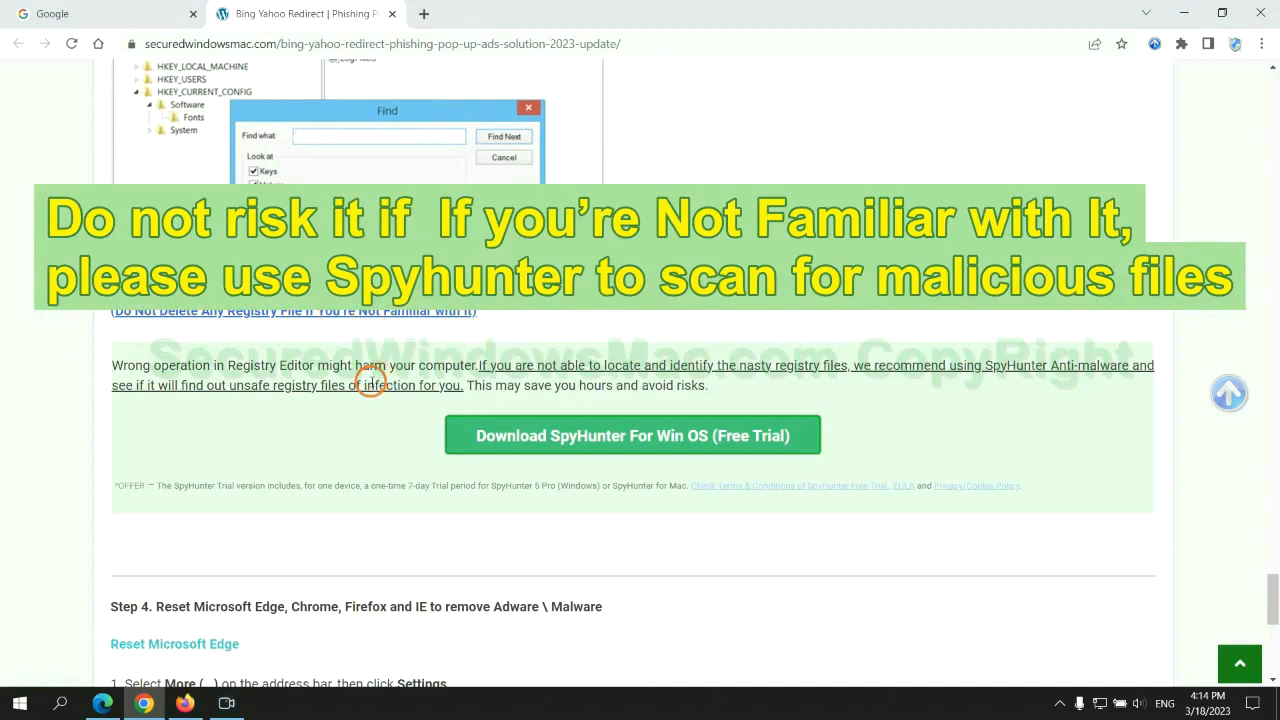 Google
Bing Yahoo Redirect | Phishing P
securedwindowsmac.com/bing-yahoo-redirect-phishing-pop-up-ads-solution-2023-update/
HKEY_LOCAL_MACHINE
HKEY_USERS
HKEY_CURRENT_CONFIG
Software
Fonts
System
Find
Find what:
Find Next
Look at
Cancel
Keys
Do not risk it if  If you’re Not Familiar with It,
please use Spyhunter to scan for malicious files
(Do Not Delete Any Registry File If You're Not Familiar with It)
SecuredWindowsMac.com CopyRight
Wrong operation in Registry Editor might harm your computer.If you are not able to locate and identify the nasty registry files, we recommend using SpyHunter Anti-malware and
see if it will find out unsafe registry files of infection for you. This may save you hours and avoid risks.
Download SpyHunter For Win OS (Free Trial)
*OFFER — The SpyHunter Trial version includes, for one device, a one-time 7-day Trial period for SpyHunter 5 Pro (Windows) or SpyHunter for Mac. Check Terms & Conditions of SpyHunter Free Trial , EULA and Privacy/Cookie Policy.
Step 4. Reset Microsoft Edge, Chrome, Firefox and IE to remove Adware \ Malware
Reset Microsoft Edge
1. Select More (...) on the address bar, then click Settings
ENG
4:14 PM
3/18/2023